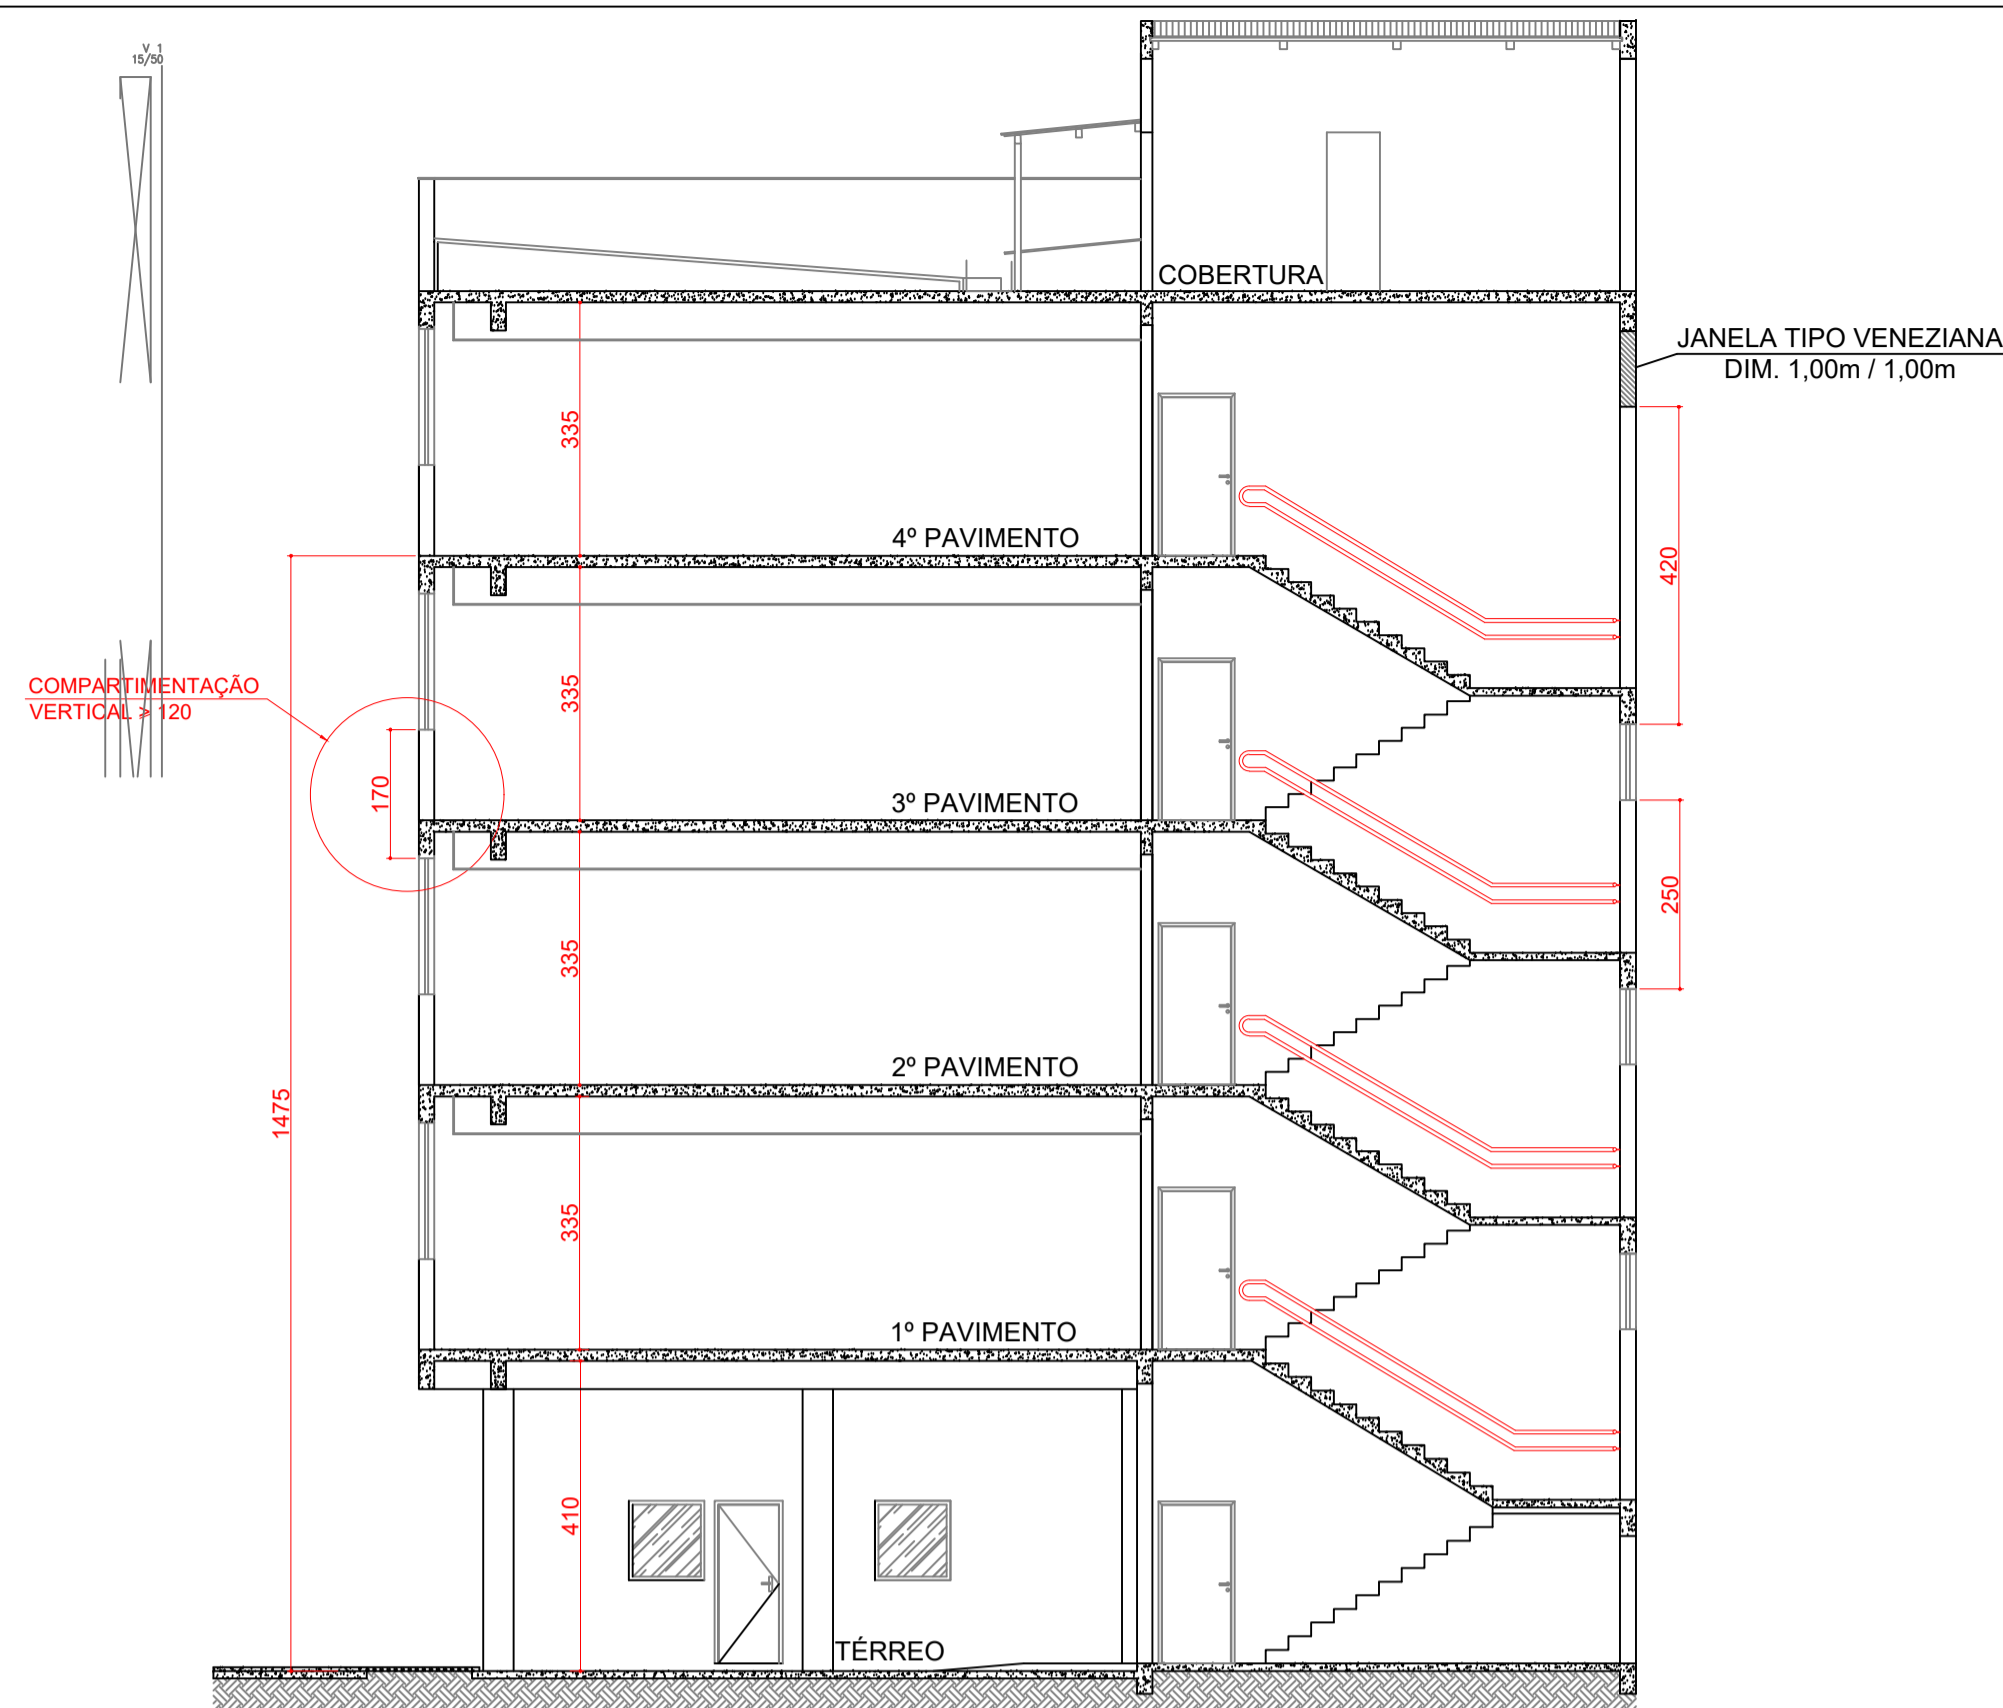 V 1
15/50
COBERTURA
JANELA TIPO VENEZIANA
DIM. 1,00m / 1,00m
335
4º PAVIMENTO
420
COMPARTIMENTAÇÃO
VERTICAL ≥ 120
335
170
3º PAVIMENTO
250
335
2º PAVIMENTO
1475
335
1º PAVIMENTO
410
TÉRREO